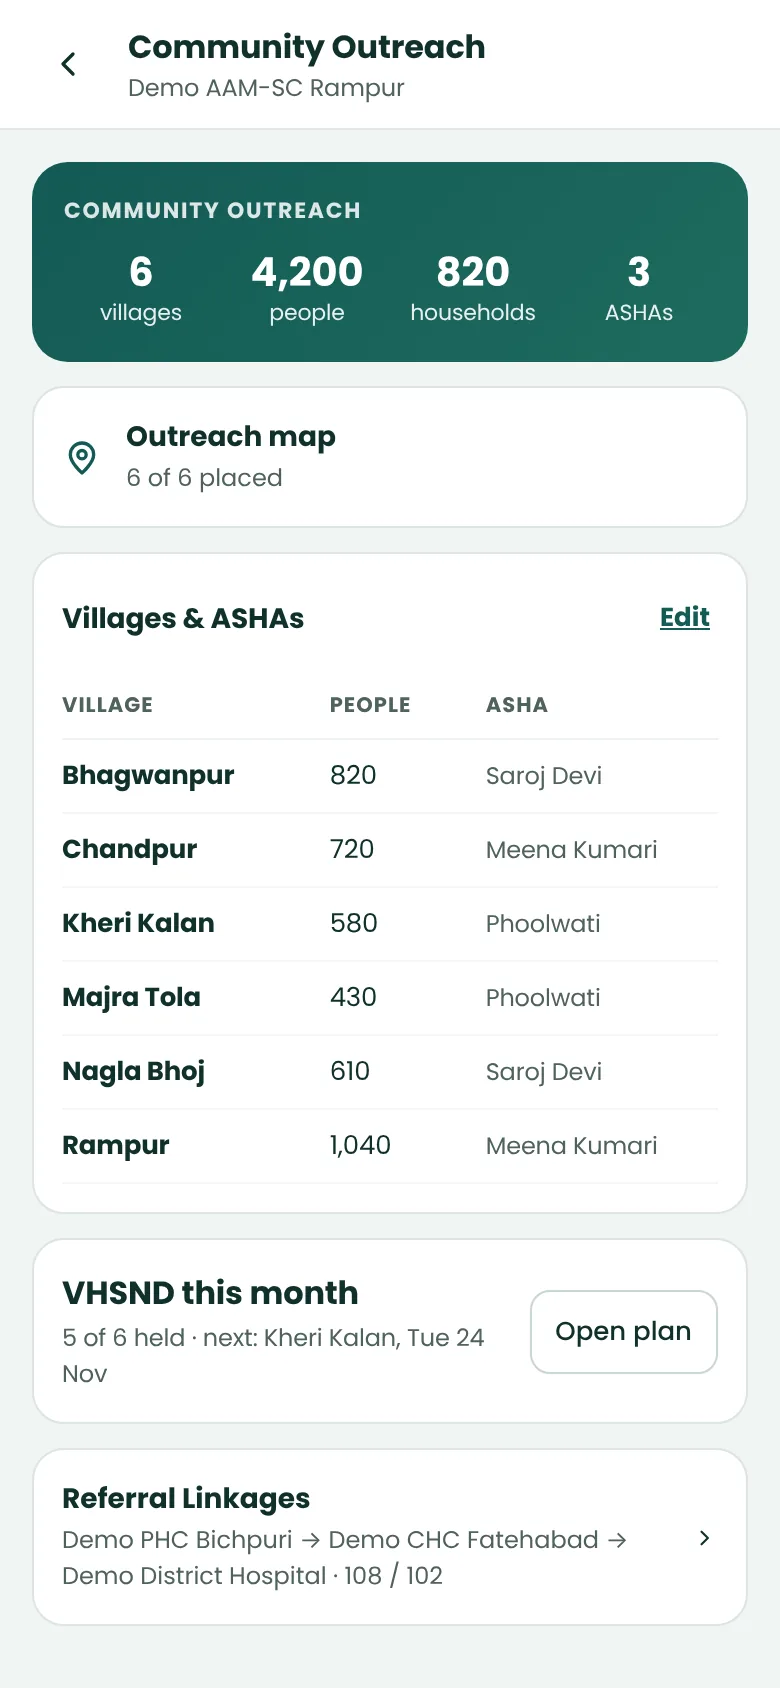 Community Outreach
Demo AAM-SC Rampur
COMMUNITY OUTREACH
6 4,200 820 3
villages people households ASHAs
Outreach map
6 of 6 placed
Villages & ASHAs Edit
VILLAGE PEOPLE ASHA
Bhagwanpur 820 Saroj Devi
Chandpur 720 Meena Kumari
Kheri Kalan 580 Phoolwati
Majra Tola 430 Phoolwati
Nagla Bhoj 610 Saroj Devi
Rampur 1,040 Meena Kumari
VHSND this month
5 of 6 held · next: Kheri Kalan, Tue 24
Nov
Open plan
Referral Linkages
Demo PHC Bichpuri → Demo CHC Fatehabad →
Demo District Hospital · 108 / 102